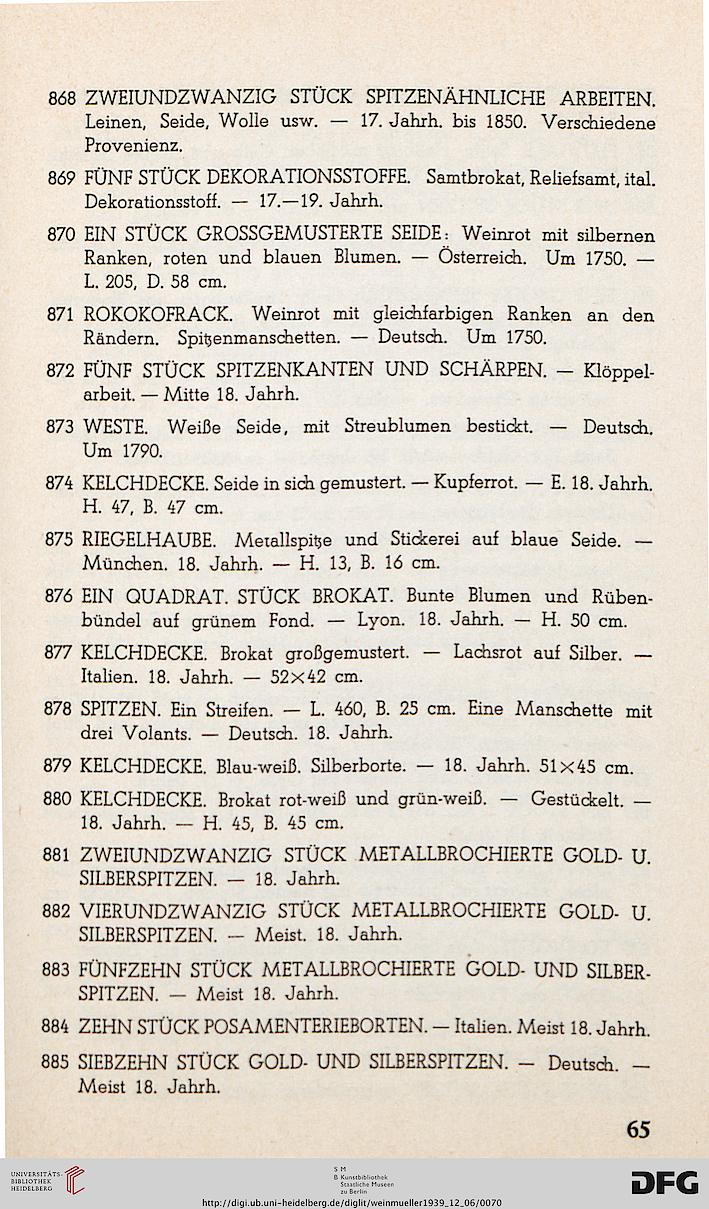 868 ZWEIUNDZWANZIG STÜCK SPITZENÄHNLICHE ARBEITEN.
Leinen, Seide, Wolle usw. — 17. Jahrh. bis 1850. Verschiedene
Provenienz.
869 FÜNF STÜCK DEKORATIONSSTOFFE. Samtbrokat, Reliefsamt, ital.
Dekorationsstoff. — 17.—19. Jahrh.
870 EIN STÜCK GROSSGEMUSTERTE SEIDE: Weinrot mit silbernen
Ranken, roten und blauen Blumen. — Österreich. Um 1750. —
L. 205, D. 58 cm.
871 ROKOKOFRACK. Weinrot mit gleichfarbigen Ranken an den
Rändern. Spitzenmanschetten. — Deutsch. Um 1750.
872 FÜNF STÜCK SPITZENKANTEN UND SCHÄRPEN. — Klöppel-
arbeit. — Mitte 18. Jahrh.
873 WESTE. Weiße Seide, mit Streublumen bestickt. — Deutsch.
Um 1790.
874 KELCHDECKE. Seide in sich gemustert. — Kupferrot. — E. 18. Jahrh.
H. 47, B. 47 cm.
875 RIEGELHAUBE. Metallspitze und Stickerei auf blaue Seide. —
München. 18. Jahrh. — H. 13, B. 16 cm.
876 EIN QUADRAT. STÜCK BROKAT. Bunte Blumen und Rüben-
bündel auf grünem Fond. — Lyon. 18. Jahrh. — H. 50 cm.
877 KELCHDECKE. Brokat großgemustert. — Lachsrot auf Silber. —
Italien. 18. Jahrh. — 52×42 cm.
878 SPITZEN. Ein Streifen. — L. 460, B. 25 cm. Eine Manschette mit
drei Volants. — Deutsch. 18. Jahrh.
879 KELCHDECKE. Blau-weiß. Silberborte. — 18. Jahrh. 51×45 cm.
880 KELCHDECKE. Brokat rot-weiß und grün-weiß. — Gestückelt. —
18. Jahrh. — H. 45, B. 45 cm.
881 ZWEIUNDZWANZIG STÜCK METALLBROCHIERTE GOLD- U.
SILBERSPITZEN. — 18. Jahrh.
882 VIERUNDZWANZIG STÜCK METALLBROCHIERTE GOLD- U.
SILBERSPITZEN. — Meist. 18. Jahrh.
883 FÜNFZEHN STÜCK METALLBROCHIERTE GOLD- UND SILBER-
SPITZEN. — Meist 18. Jahrh.
884 ZEHN STÜCK POSAMENTERIEBORTEN. — Italien. Meist 18. Jahrh.
885 SIEBZEHN STÜCK GOLD- UND SILBERSPITZEN. — Deutsch. —
Meist 18. Jahrh.
65
UNIVERSITÄTS-
BIBLIOTHEK
HEIDELBERG
S M
B Kunstbibliothek
Staatliche Museen
zu Berlin
DFG
http://digi.ub.uni-heidelberg.de/diglit/weinmueller1939_12_06/0070